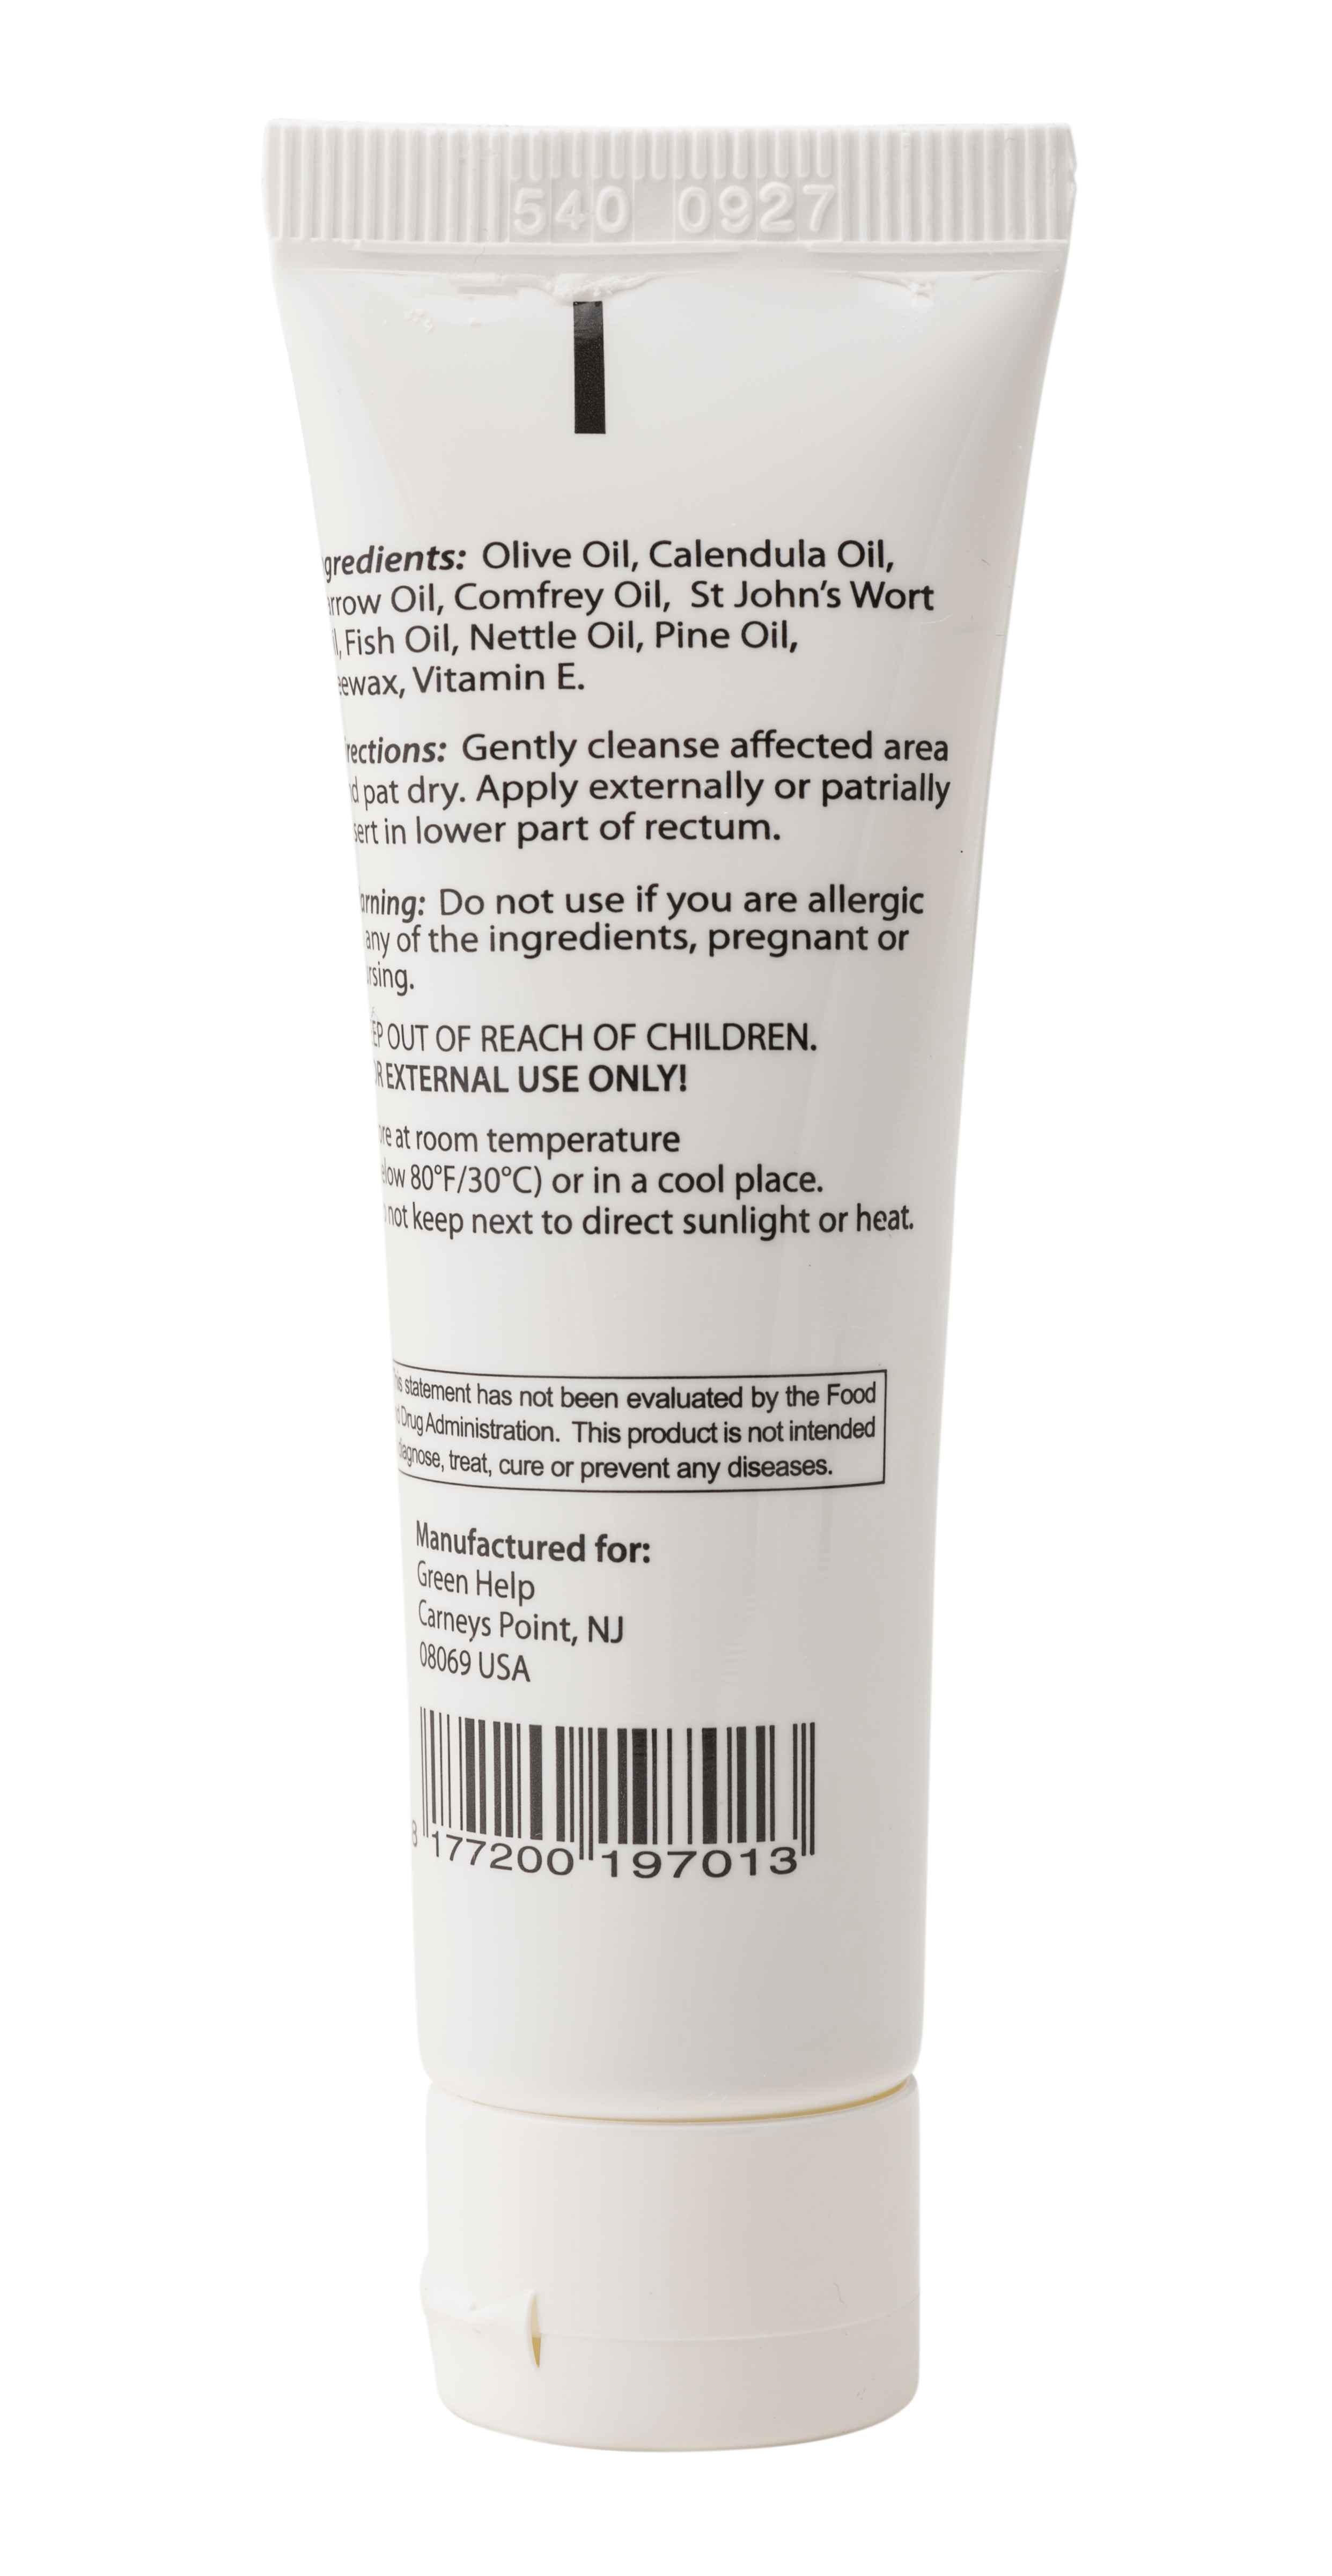 540 0927
gredients: Olive Oil, Calendula Oil,
rrow Oil, Comfrey Oil, St John's Wort
l, Fish Oil, Nettle Oil, Pine Oil,
ewax, Vitamin E.
rections: Gently cleanse affected area
d pat dry. Apply externally or patrially
sert in lower part of rectum.
arning: Do not use if you are allergic
any of the ingredients, pregnant or
rsing.
EP OUT OF REACH OF CHILDREN.
R EXTERNAL USE ONLY!
re at room temperature
low 80°F/30°C) or in a cool place.
not keep next to direct sunlight or heat.
is statement has not been evaluated by the Food
d Drug Administration. This product is not intended
diagnose, treat, cure or prevent any diseases.
Manufactured for:
Green Help
Carneys Point, NJ
08069 USA
8 177200 197013